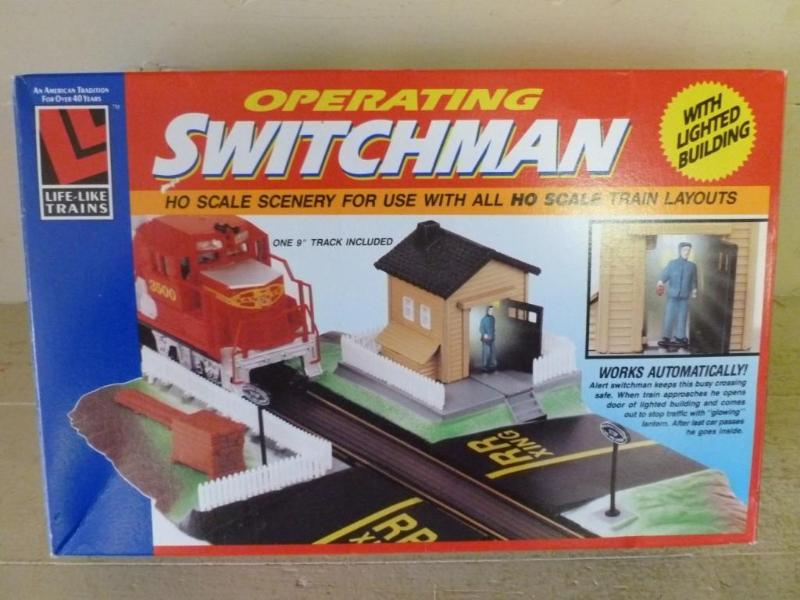 AN AMERICAN TRADITION
FOR OVER 40 YEARS
TM
LIFE-LIKE
TRAINS
OPERATING
SWITCHMAN
WITH
LIGHTED
BUILDING
HO SCALE SCENERY FOR USE WITH ALL HO SCALE TRAIN LAYOUTS
ONE 9" TRACK INCLUDED
3500
WORKS AUTOMATICALLY!
Alert switchman keeps this busy crossing
safe. When train approaches he opens
door of lighted building and comes
out to stop traffic with "glowing"
lantern. After last car passes
he goes inside.
RR
XING
RR